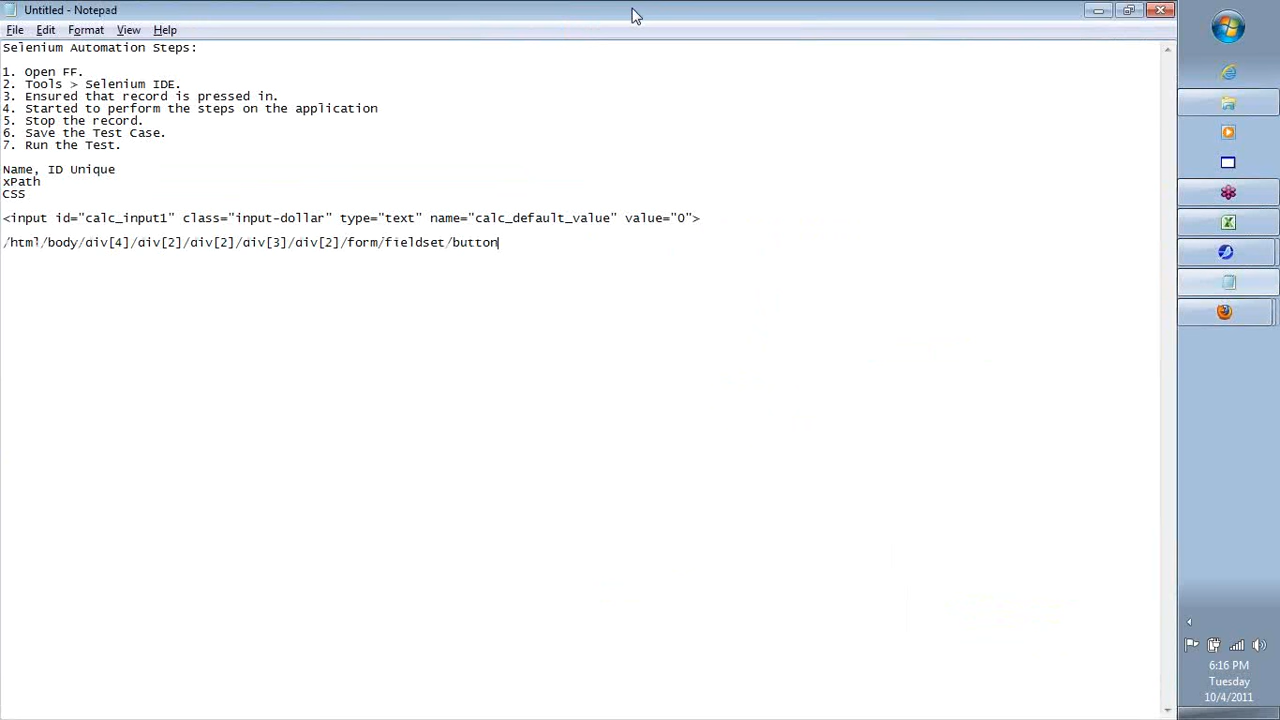 Untitled - Notepad
File Edit Format View Help
Selenium Automation Steps:
1. Open FF.
2. Tools > Selenium IDE.
3. Ensured that record is pressed in.
4. Started to perform the steps on the application
5. Stop the record.
6. Save the Test Case.
7. Run the Test.
Name, ID Unique
xPath
CSS
<input id="calc_input1" class="input-dollar" type="text" name="calc_default_value" value="0">
/html/body/div[4]/div[2]/div[2]/div[3]/div[2]/form/fieldset/button
6:16 PM
Tuesday
10/4/2011